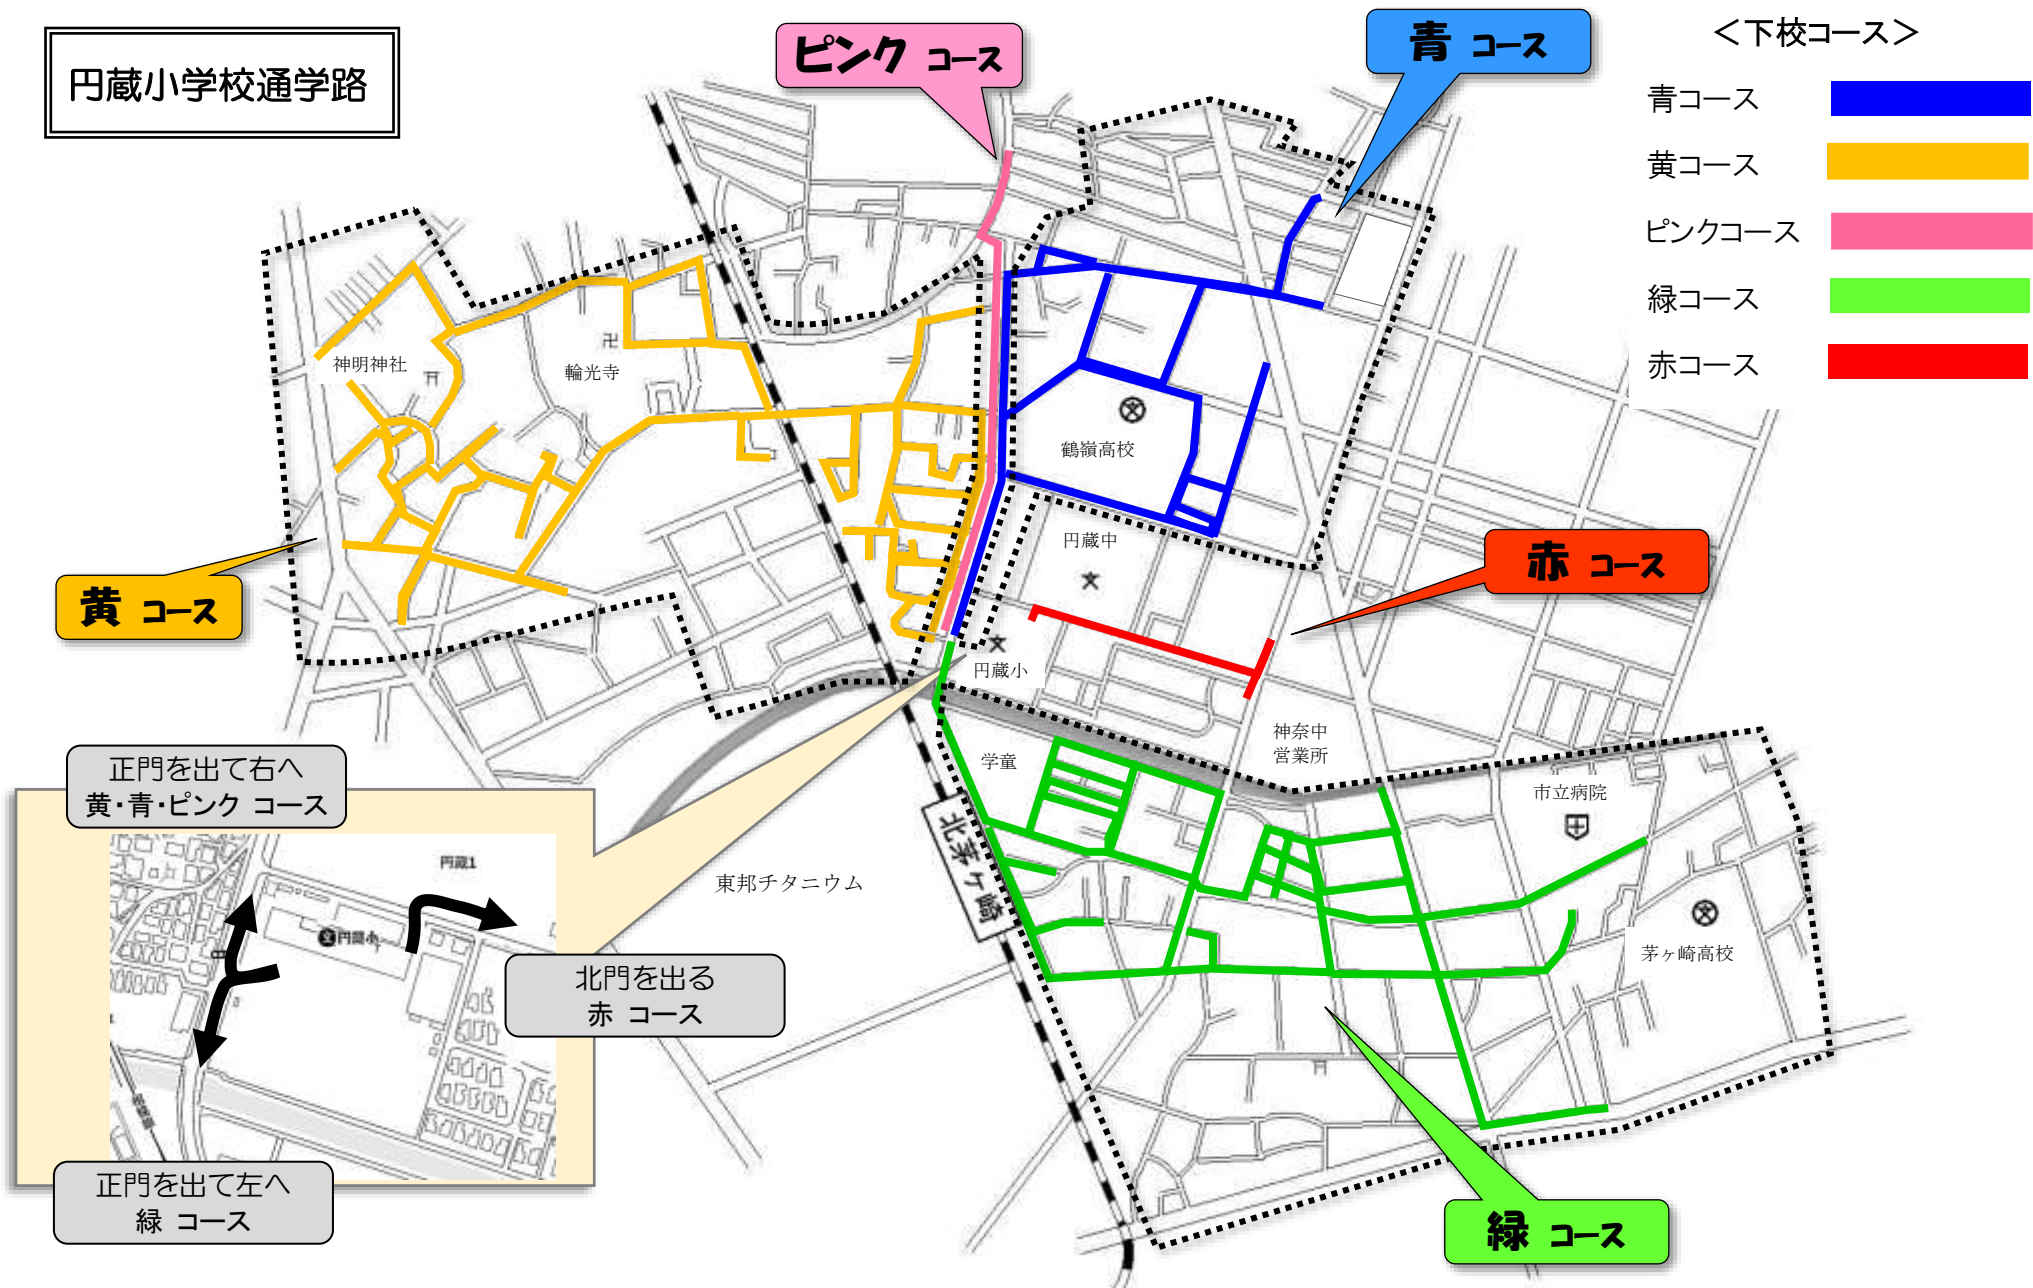 円蔵小学校通学路
ピンク コース
青 コース
＜下校コース＞
青コース
黄コース
ピンクコース
緑コース
赤コース
神明神社
輪光寺
鶴嶺高校
円蔵中
赤 コース
黄 コース
円蔵小
神奈中
営業所
学童
市立病院
正門を出て右へ
黄・青・ピンク コース
北茅ヶ崎
東邦チタニウム
円蔵1
円蔵小
茅ヶ崎高校
北門を出る
赤 コース
正門を出て左へ
緑 コース
緑 コース